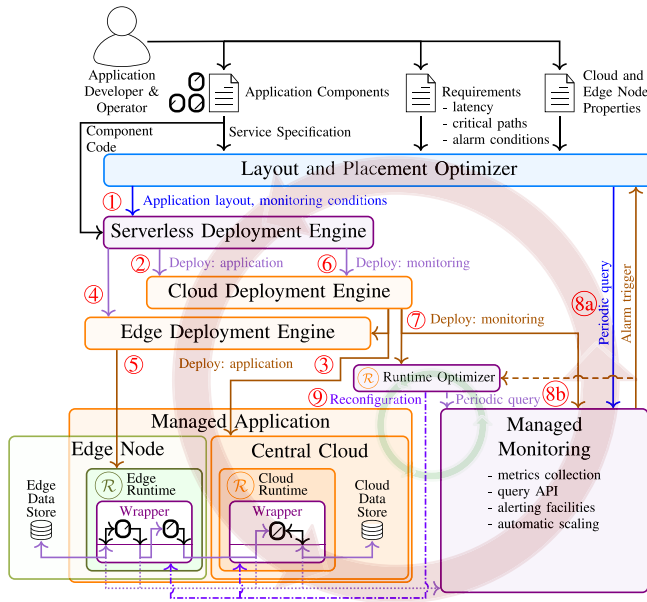 Application
Developer &
Operator
Application Components
Requirements
- latency
- critical paths
- alarm conditions
Cloud and
Edge Node
Properties
Component
Code
Service Specification
Layout and Placement Optimizer
1
Application layout, monitoring conditions
Serverless Deployment Engine
2
Deploy: application
6
Deploy: monitoring
4
Cloud Deployment Engine
Periodic query
8a
Alarm trigger
Edge Deployment Engine
7
Deploy: monitoring
5
Deploy: application
3
R
Runtime Optimizer
9
Reconfiguration
Periodic query
8b
Managed Application
Edge Node
Central Cloud
Managed
Monitoring
- metrics collection
- query API
- alerting facilities
- automatic scaling
Edge
Data
Store
R
Edge
Runtime
Wrapper
R
Cloud
Runtime
Wrapper
Cloud
Data
Store